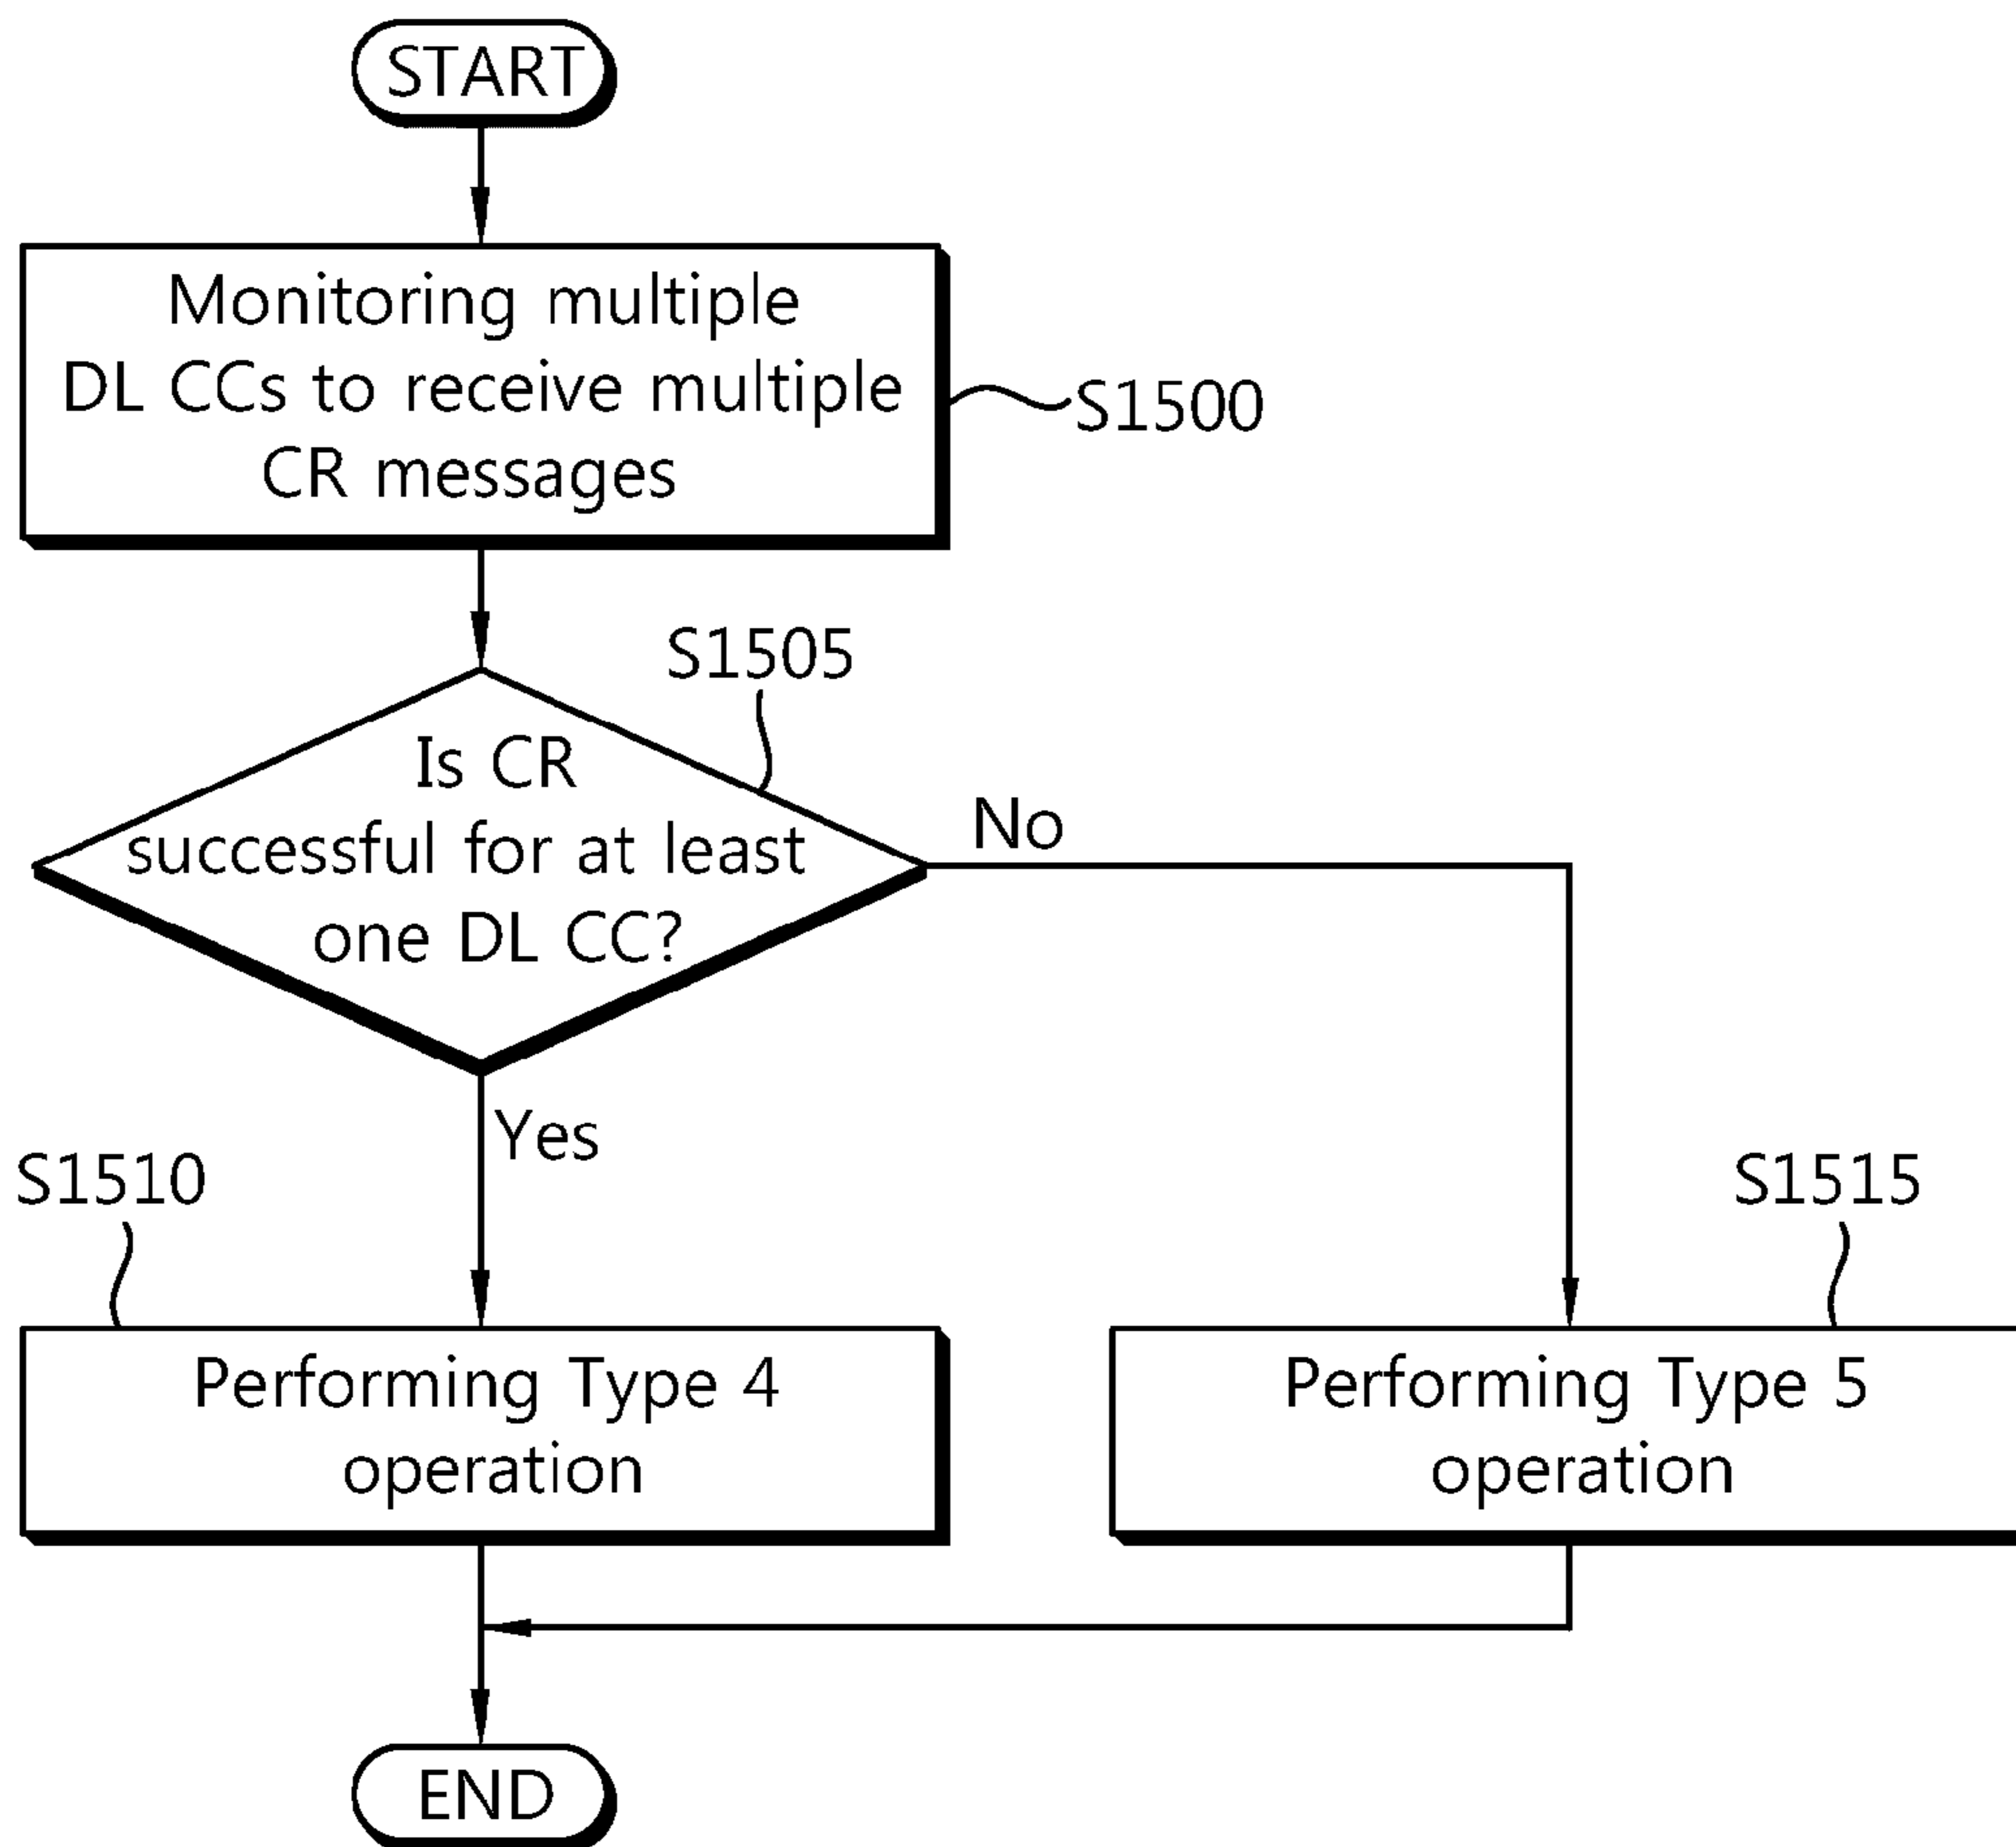 START
Monitoring multiple
DL CCs to receive multiple
CR messages
S1500
S1505
Is CR
successful for at least
one DL CC?
No
Yes
S1510
S1515
Performing Type 4
operation
Performing Type 5
operation
END